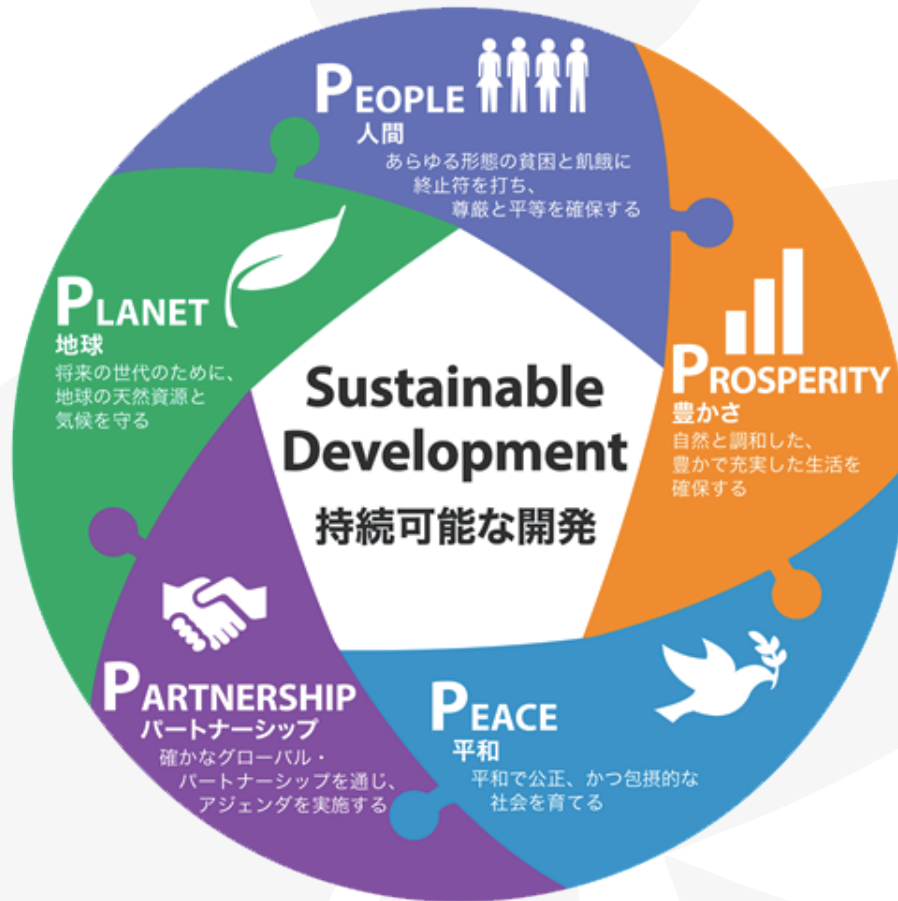 PEOPLE
人間
あらゆる形態の貧困と飢餓に
終止符を打ち、
尊厳と平等を確保する
PROSPERITY
豊かさ
自然と調和した、
豊かで充実した生活を
確保する
PEACE
平和
平和で公正、かつ包摂的な
社会を育てる
PARTNERSHIP
パートナーシップ
確かなグローバル・
パートナーシップを通じ、
アジェンダを実施する
PLANET
地球
将来の世代のために、
地球の天然資源と
気候を守る
Sustainable
Development
持続可能な開発